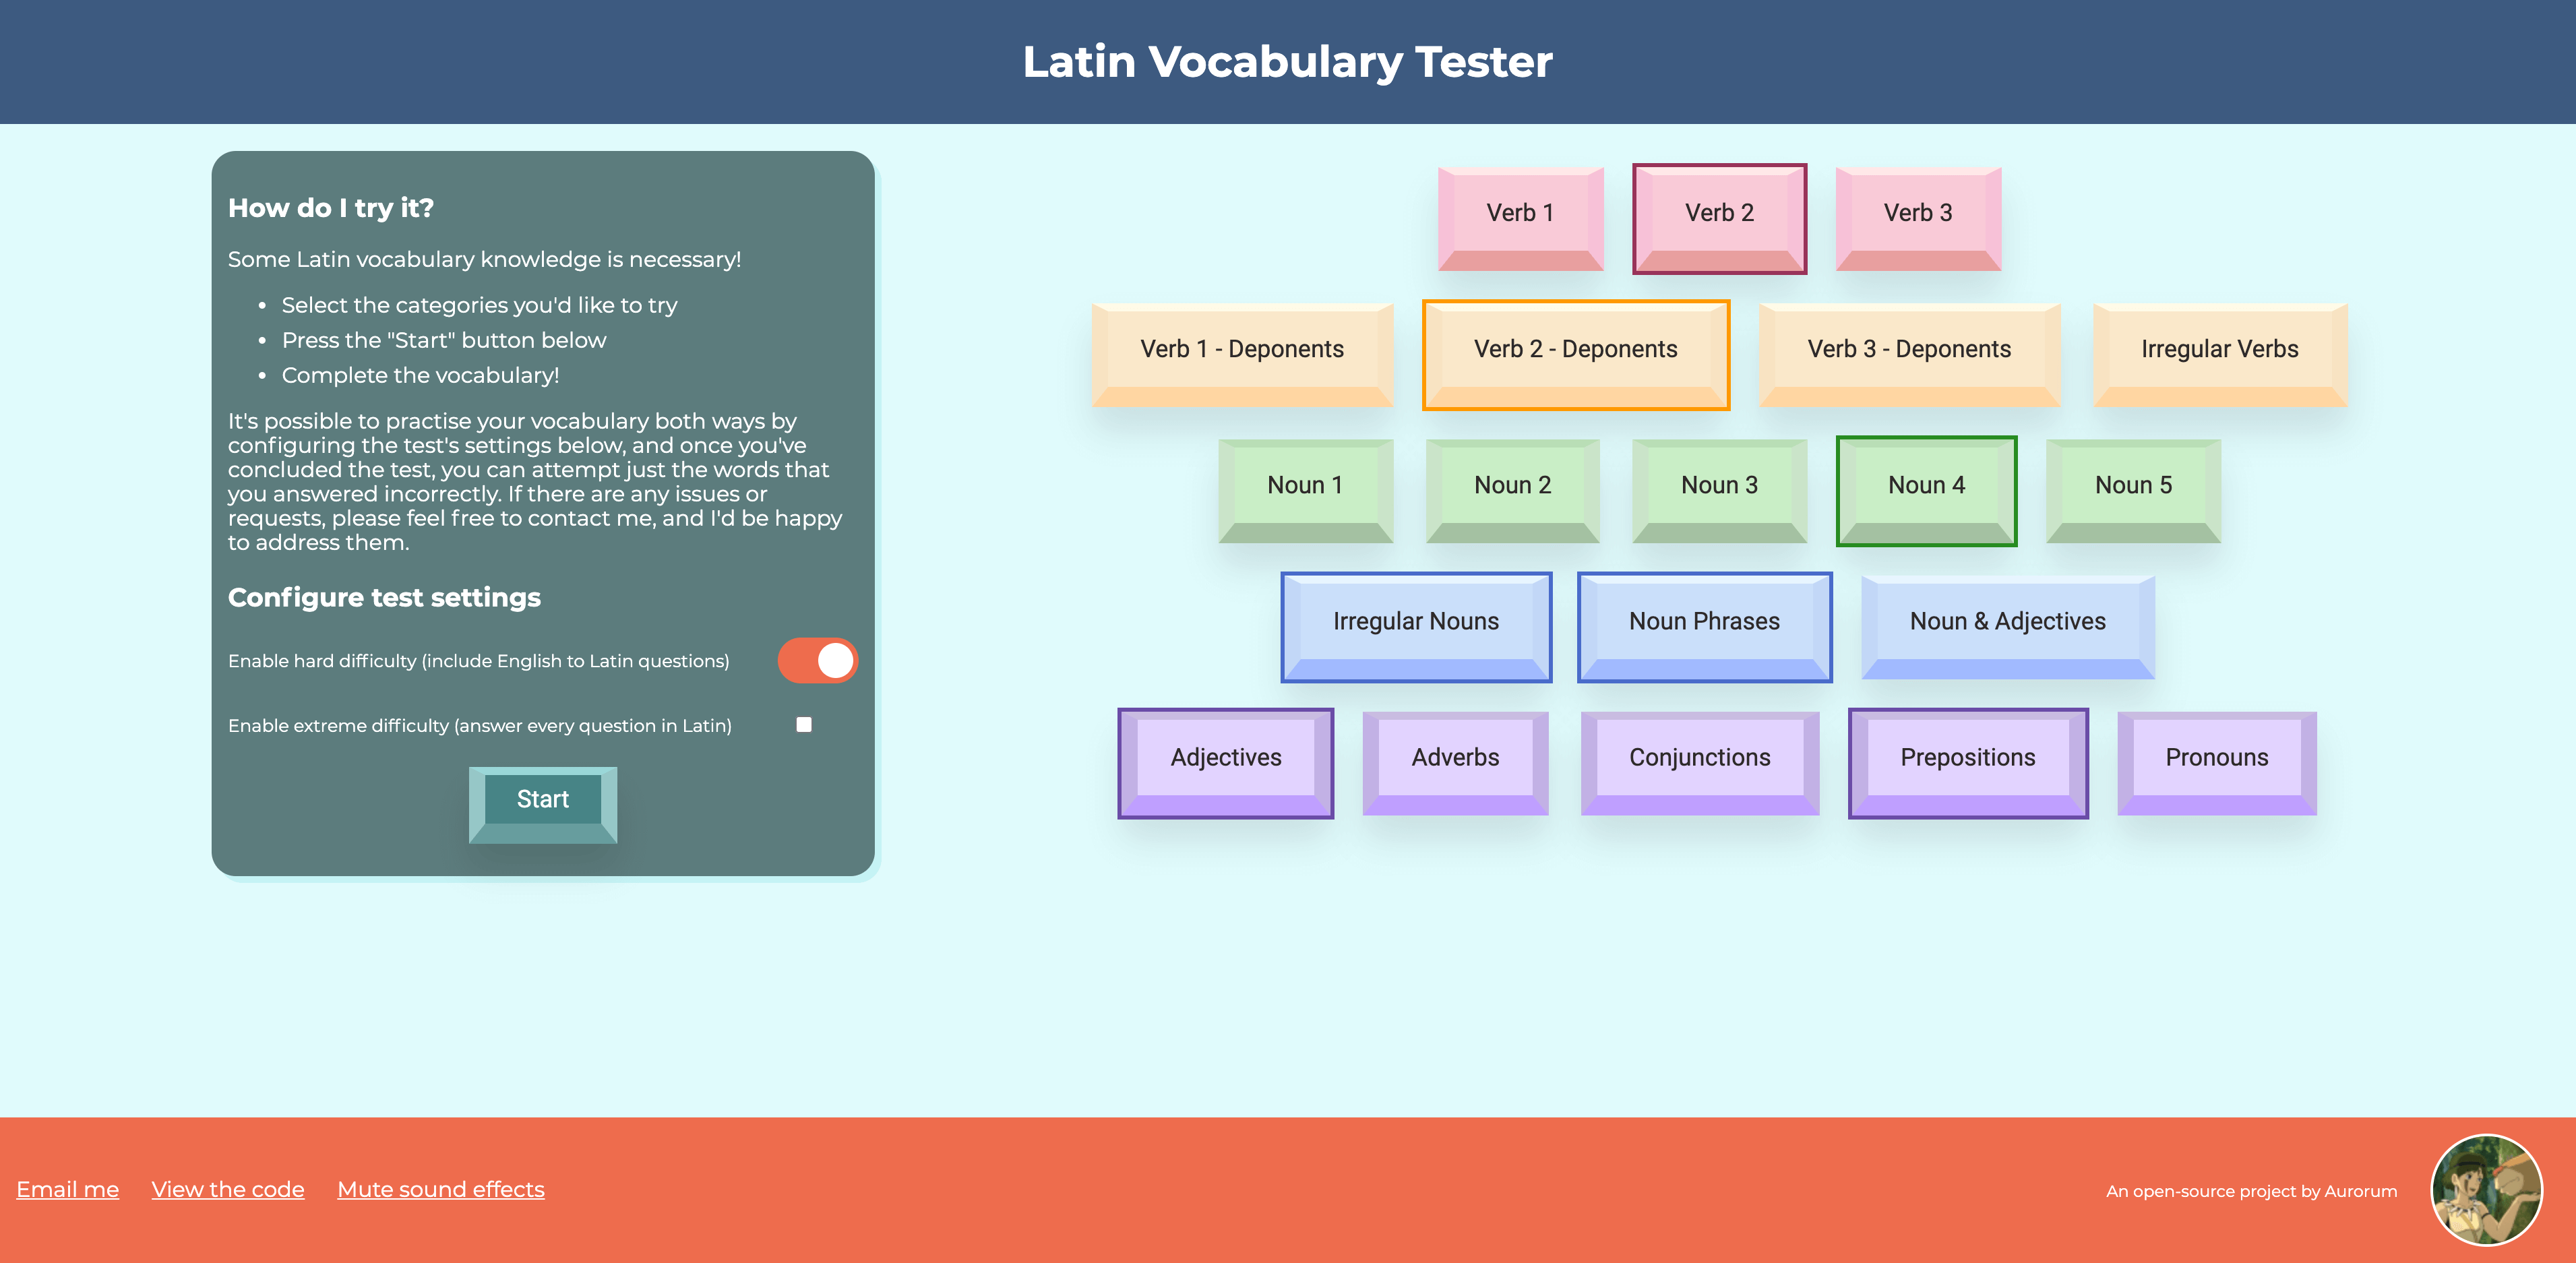 Latin Vocabulary Tester
How do I try it?
Some Latin vocabulary knowledge is necessary!
• Select the categories you'd like to try
• Press the "Start" button below
• Complete the vocabulary!
It's possible to practise your vocabulary both ways by
configuring the test's settings below, and once you've
concluded the test, you can attempt just the words that
you answered incorrectly. If there are any issues or
requests, please feel free to contact me, and I'd be happy
to address them.
Configure test settings
Enable hard difficulty (include English to Latin questions)
Enable extreme difficulty (answer every question in Latin)
Start
Verb 1 Verb 2 Verb 3
Verb 1 - Deponents Verb 2 - Deponents Verb 3 - Deponents Irregular Verbs
Noun 1 Noun 2 Noun 3 Noun 4 Noun 5
Irregular Nouns Noun Phrases Noun & Adjectives
Adjectives Adverbs Conjunctions Prepositions Pronouns
Email me View the code Mute sound effects An open-source project by Aurorum